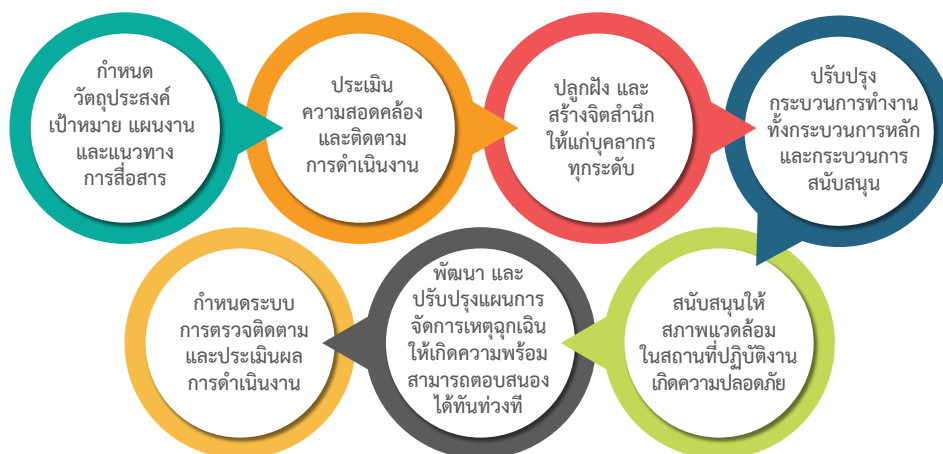 กำหนด
วัตถุประสงค์
เป้าหมาย แผนงาน
และแนวทาง
การสื่อสาร
ประเมิน
ความสอดคล้อง
และติดตาม
การดำเนินงาน
ปลูกฝัง และ
สร้างจิตสำนึก
ให้แก่บุคลากร
ทุกระดับ
ปรับปรุง
กระบวนการทำงาน
ทั้งกระบวนการหลัก
และกระบวนการ
สนับสนุน
สนับสนุนให้
สภาพแวดล้อม
ในสถานที่ปฏิบัติงาน
เกิดความปลอดภัย
พัฒนา และ
ปรับปรุงแผนการ
จัดการเหตุฉุกเฉิน
ให้เกิดความพร้อม
สามารถตอบสนอง
ได้ทันท่วงที
กำหนดระบบ
การตรวจติดตาม
และประเมินผล
การดำเนินงาน